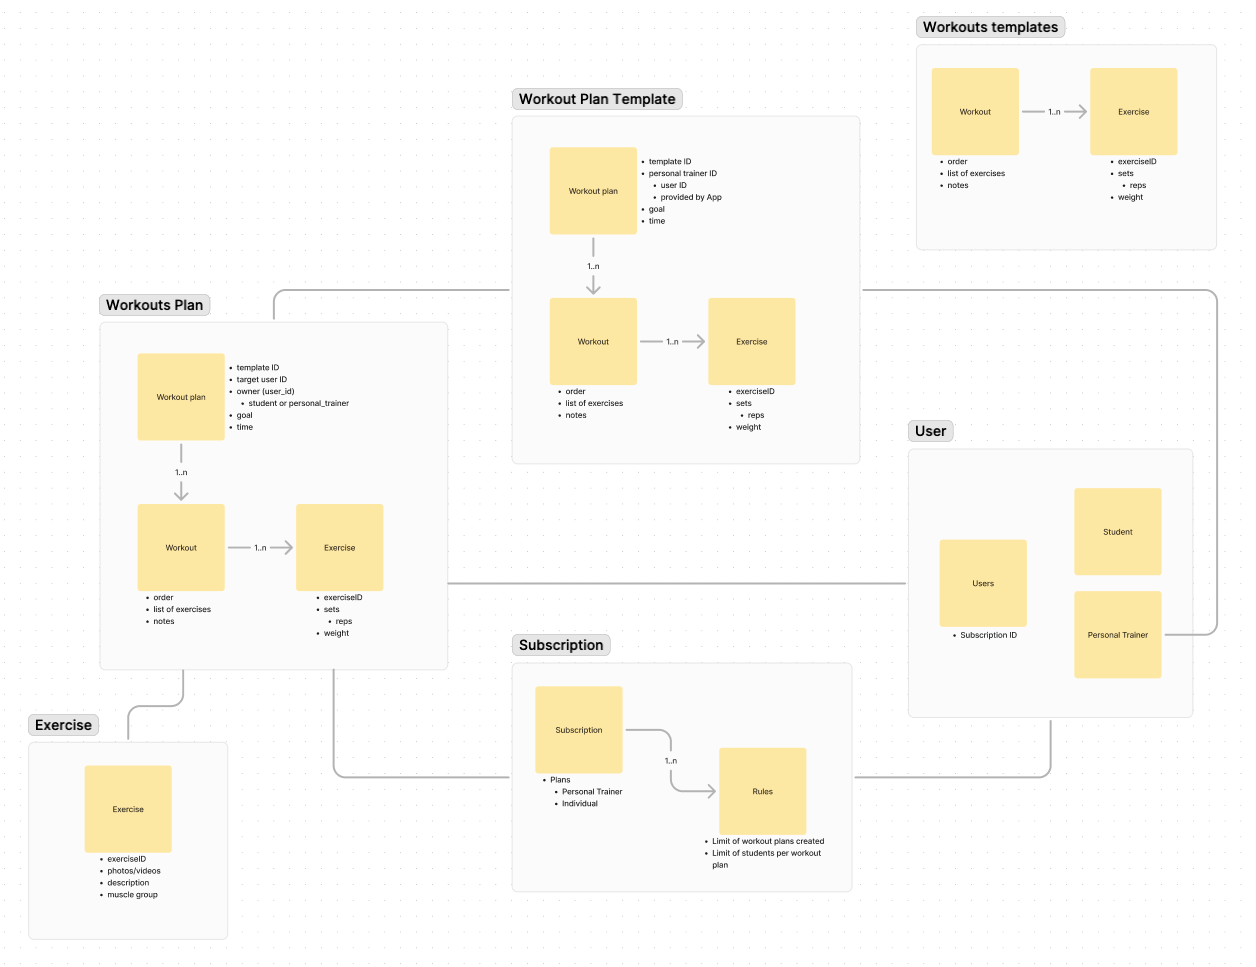 Workouts templates
Workout
1..n
Exercise
• order
• list of exercises
• notes
• exerciseID
• sets
• reps
• weight
Workout Plan Template
Workout plan
• template ID
• personal trainer ID
• user ID
• provided by App
• goal
• time
1..n
Workout
1..n
Exercise
• order
• list of exercises
• notes
• exerciseID
• sets
• reps
• weight
Workouts Plan
Workout plan
• template ID
• target user ID
• owner (user_id)
• student or personal_trainer
• goal
• time
1..n
Workout
1..n
Exercise
• order
• list of exercises
• notes
• exerciseID
• sets
• reps
• weight
User
Student
Users
• Subscription ID
Personal Trainer
Subscription
Subscription
• Plans
• Personal Trainer
• Individual
1..n
Rules
• Limit of workout plans created
• Limit of students per workout
plan
Exercise
Exercise
• exerciseID
• photos/videos
• description
• muscle group